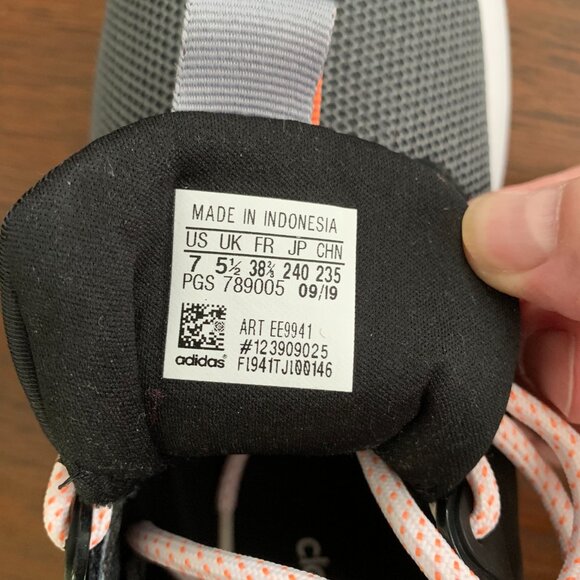 MADE IN INDONESIA
US UK FR JP CHN
7 5½ 38⅔ 240 235
PGS 789005 09/19
ART EE9941
#123909025
adidas® F1941TJL00146